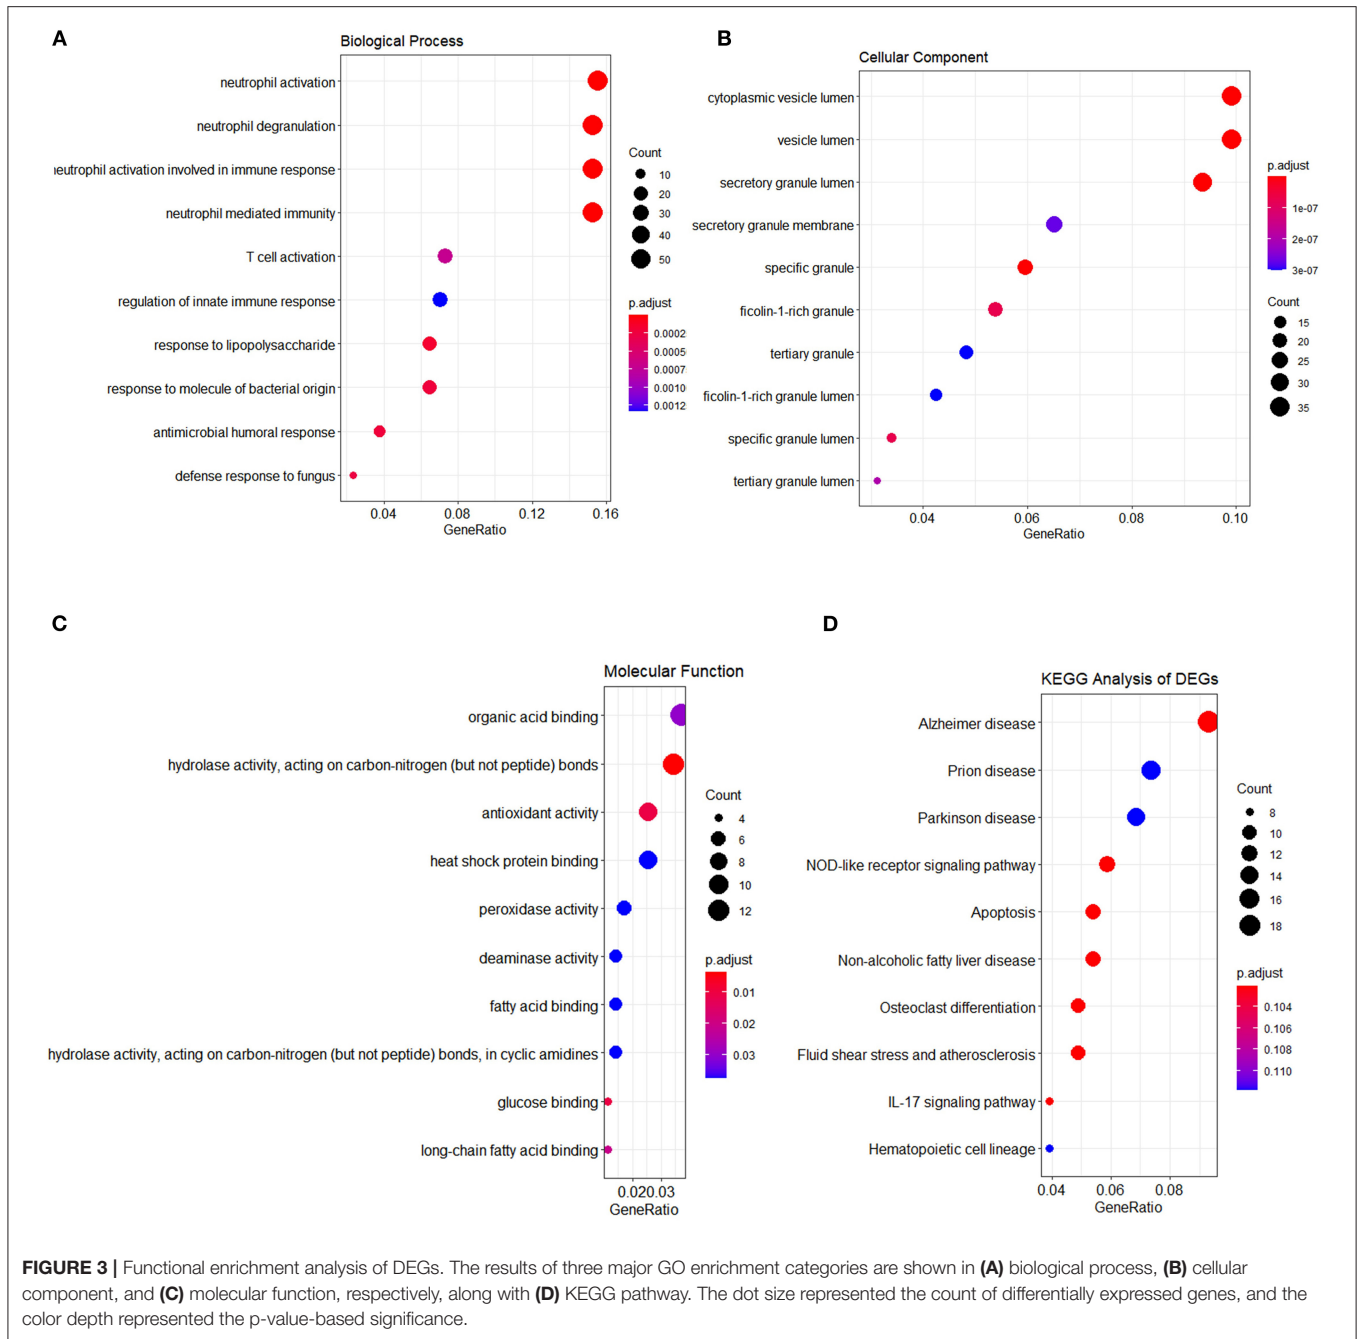 A
Biological Process
neutrophil activation
neutrophil degranulation
eutrophil activation involved in immune response
neutrophil mediated immunity
T cell activation
regulation of innate immune response
response to lipopolysaccharide
response to molecule of bacterial origin
antimicrobial humoral response
defense response to fungus
0.04 0.08 0.12 0.16
GeneRatio
Count
10
20
30
40
50
p.adjust
0.0002
0.0005
0.0007
0.0010
0.0012
B
Cellular Component
cytoplasmic vesicle lumen
vesicle lumen
secretory granule lumen
secretory granule membrane
specific granule
ficolin-1-rich granule
tertiary granule
ficolin-1-rich granule lumen
specific granule lumen
tertiary granule lumen
0.04 0.06 0.08 0.10
GeneRatio
p.adjust
1e-07
2e-07
3e-07
Count
15
20
25
30
35
C
Molecular Function
organic acid binding
hydrolase activity, acting on carbon-nitrogen (but not peptide) bonds
antioxidant activity
heat shock protein binding
peroxidase activity
deaminase activity
fatty acid binding
hydrolase activity, acting on carbon-nitrogen (but not peptide) bonds, in cyclic amidines
glucose binding
long-chain fatty acid binding
0.020.03
GeneRatio
Count
4
6
8
10
12
p.adjust
0.01
0.02
0.03
D
KEGG Analysis of DEGs
Alzheimer disease
Prion disease
Parkinson disease
NOD-like receptor signaling pathway
Apoptosis
Non-alcoholic fatty liver disease
Osteoclast differentiation
Fluid shear stress and atherosclerosis
IL-17 signaling pathway
Hematopoietic cell lineage
0.04 0.06 0.08
GeneRatio
Count
8
10
12
14
16
18
p.adjust
0.104
0.106
0.108
0.110
FIGURE 3 | Functional enrichment analysis of DEGs. The results of three major GO enrichment categories are shown in (A) biological process, (B) cellular
component, and (C) molecular function, respectively, along with (D) KEGG pathway. The dot size represented the count of differentially expressed genes, and the
color depth represented the p-value-based significance.